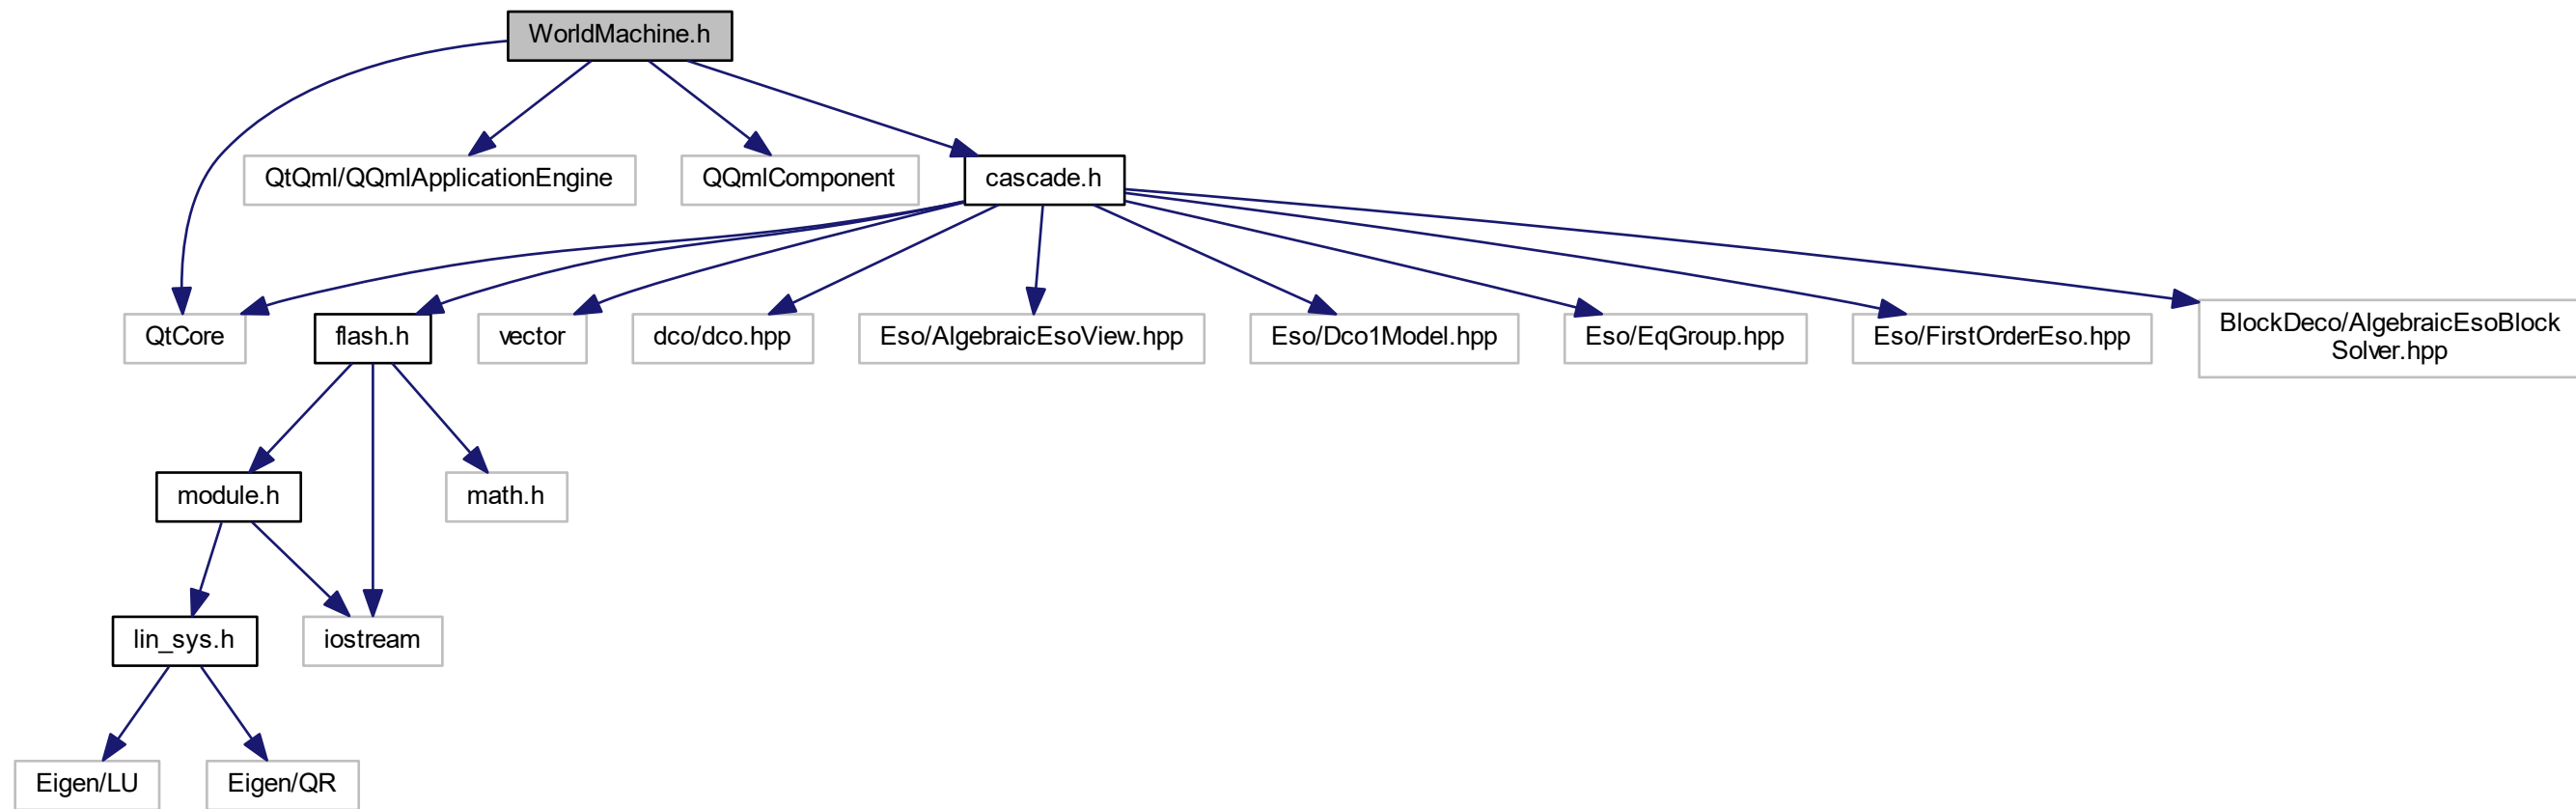 WorldMachine.h
QtQml/QQmlApplicationEngine
QQmlComponent
cascade.h
QtCore
flash.h
vector
dco/dco.hpp
Eso/AlgebraicEsoView.hpp
Eso/Dco1Model.hpp
Eso/EqGroup.hpp
Eso/FirstOrderEso.hpp
BlockDeco/AlgebraicEsoBlock
Solver.hpp
module.h
math.h
lin_sys.h
iostream
Eigen/LU
Eigen/QR